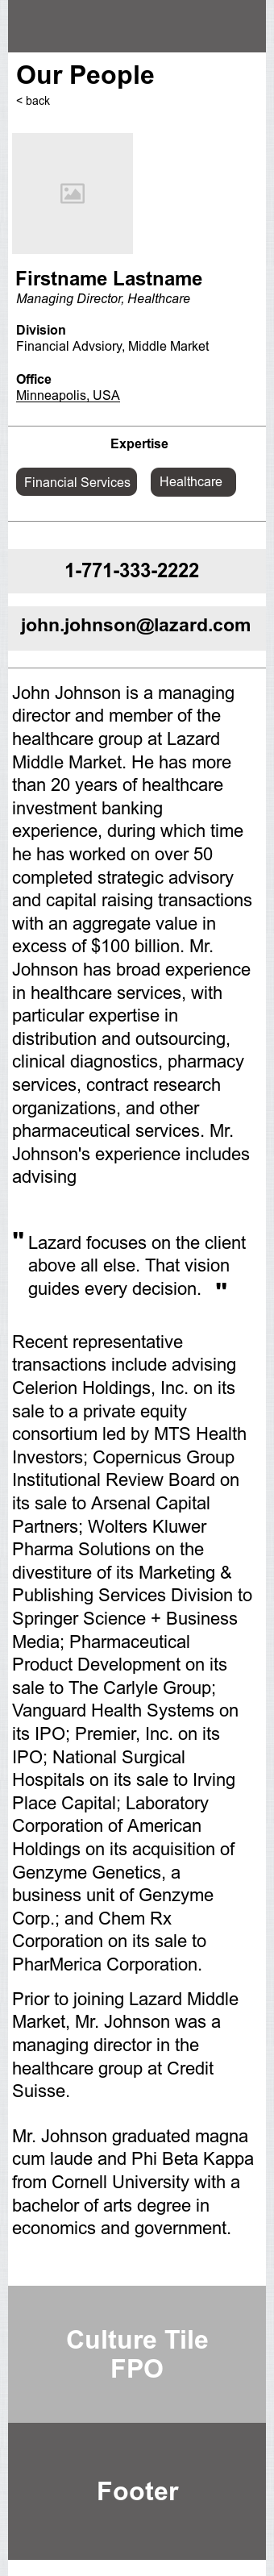 Our People
< back
Firstname Lastname
Managing Director, Healthcare
Division
Financial Advsiory, Middle Market
Office
Minneapolis, USA
Expertise
Financial Services
Healthcare
1-771-333-2222
john.johnson@lazard.com
John Johnson is a managing
director and member of the
healthcare group at Lazard
Middle Market. He has more
than 20 years of healthcare
investment banking
experience, during which time
he has worked on over 50
completed strategic advisory
and capital raising transactions
with an aggregate value in
excess of $100 billion. Mr.
Johnson has broad experience
in healthcare services, with
particular expertise in
distribution and outsourcing,
clinical diagnostics, pharmacy
services, contract research
organizations, and other
pharmaceutical services. Mr.
Johnson's experience includes
advising
" Lazard focuses on the client
above all else. That vision
guides every decision. "
Recent representative
transactions include advising
Celerion Holdings, Inc. on its
sale to a private equity
consortium led by MTS Health
Investors; Copernicus Group
Institutional Review Board on
its sale to Arsenal Capital
Partners; Wolters Kluwer
Pharma Solutions on the
divestiture of its Marketing &
Publishing Services Division to
Springer Science + Business
Media; Pharmaceutical
Product Development on its
sale to The Carlyle Group;
Vanguard Health Systems on
its IPO; Premier, Inc. on its
IPO; National Surgical
Hospitals on its sale to Irving
Place Capital; Laboratory
Corporation of American
Holdings on its acquisition of
Genzyme Genetics, a
business unit of Genzyme
Corp.; and Chem Rx
Corporation on its sale to
PharMerica Corporation.
Prior to joining Lazard Middle
Market, Mr. Johnson was a
managing director in the
healthcare group at Credit
Suisse.
Mr. Johnson graduated magna
cum laude and Phi Beta Kappa
from Cornell University with a
bachelor of arts degree in
economics and government.
Culture Tile
FPO
Footer